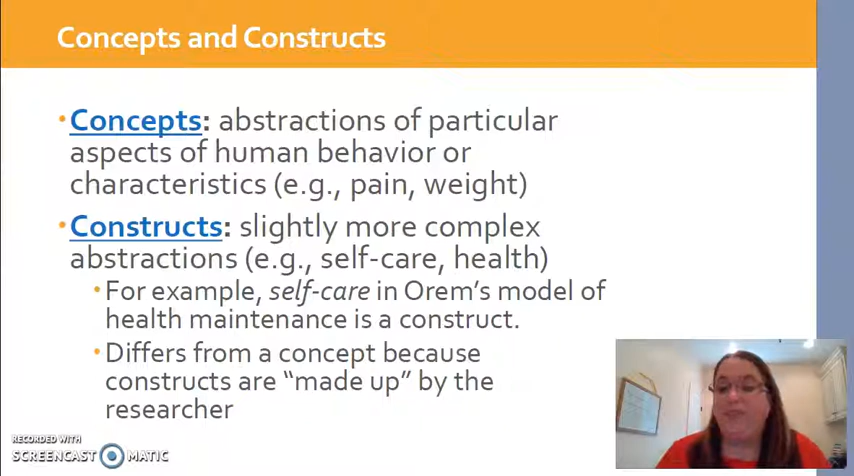 Concepts and Constructs
• Concepts: abstractions of particular
aspects of human behavior or
characteristics (e.g., pain, weight)
• Constructs: slightly more complex
abstractions (e.g., self-care, health)
• For example, self-care in Orem's model of
health maintenance is a construct.
• Differs from a concept because
constructs are “made up” by the
researcher
RECORDED WITH
SCREENCAST MATIC